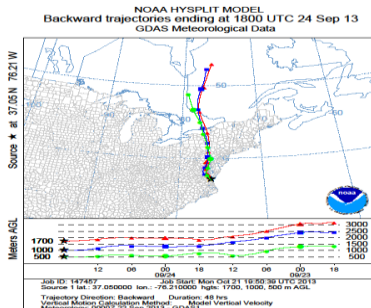 NOAA HYSPLIT MODEL
Backward trajectories ending at 1800 UTC 24 Sep 13
GDAS Meteorological Data
Source ★ at 37.05 N 76.21 W
noaa
Meters AGL
3000
2500
2000
1500
1000
500
1700
1000
500
12 06 00 18 12 06 00 18
09/24 09/23
Job ID: 147457 Job Start: Mon Oct 21 19:50:39 UTC 2013
Source 1 lat.: 37.050000 lon.: -76.210000 hgts: 1700, 1000, 500 m AGL
Trajectory Direction: Backward Duration: 48 hrs
Vertical Motion Calculation Method: Model Vertical Velocity